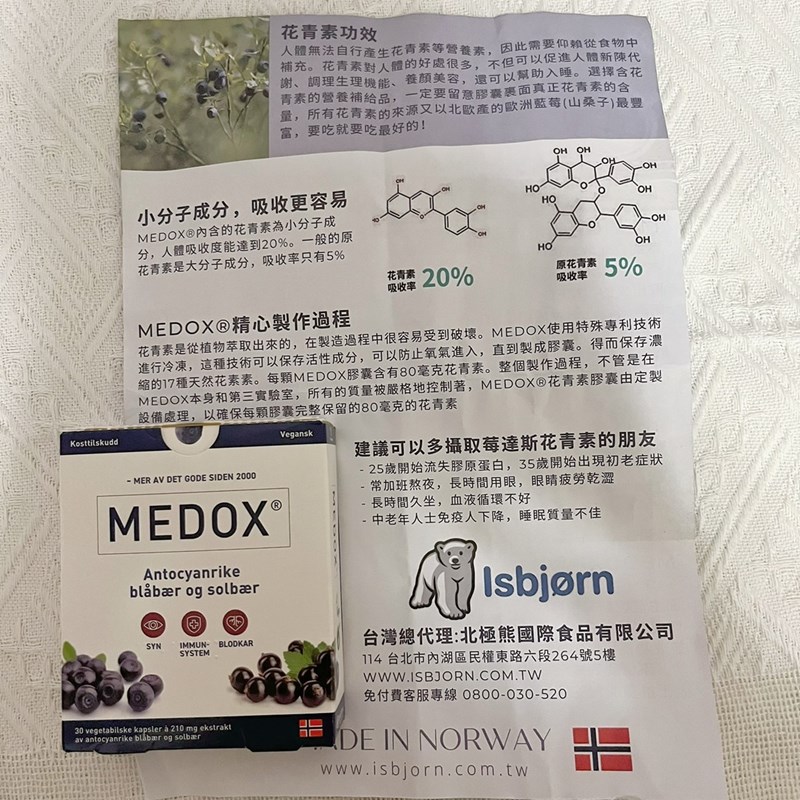 花青素功效
人體無法自行產生花青素等營養素，因此需要仰賴從食物中
補充。花青素對人體的好處很多，不但可以促進人體新陳代
謝、調理生理機能、養顏美容，還可以幫助入睡。選擇含花
青素的營養補給品，一定要留意膠囊裏面真正花青素的含
量，所有花青素的來源又以北歐產的歐洲藍莓(山桑子)最豐
富，要吃就要吃最好的！
小分子成分，吸收更容易
MEDOX®內含的花青素為小分子成
分，人體吸收度能達到20%。一般的原
花青素是大分子成分，吸收率只有5%
OH
OH
HO
OH
OH
花青素
吸收率 20%
OH
OH
OH
OH
HO
OH
HO
OH
HO
OH
原花青素
吸收率 5%
MEDOX®精心製作過程
花青素是從植物萃取出來的，在製造過程中很容易受到破壞。MEDOX使用特殊專利技術
進行冷凍，這種技術可以保存活性成分，可以防止氧氣進入，直到製成膠囊。得而保存濃
縮的17種天然花素素。每顆MEDOX膠囊含有80毫克花青素。整個製作過程，不管是在
MEDOX本身和第三實驗室，所有的質量被嚴格地控制著，MEDOX®花青素膠囊由定製
設備處理，以確保每顆膠囊完整保留的80毫克的花青素
建議可以多攝取莓達斯花青素的朋友
- 25歲開始流失膠原蛋白，35歲開始出現初老症狀
- 常加班熬夜，長時間用眼，眼睛疲勞乾澀
- 長時間久坐，血液循環不好
- 中老年人士免疫人下降，睡眠質量不佳
Isbjørn
台灣總代理:北極熊國際食品有限公司
114 台北市內湖區民權東路六段264號5樓
WWW.ISBJORN.COM.TW
免付費客服專線 0800-030-520
ADE IN NORWAY
www.isbjorn.com.tw
Kosttilskudd
Vegansk
~ MER AV DET GODE SIDEN 2000
MEDOX®
Antocyanrike
blåbær og solbær
SYN
IMMUN-
SYSTEM
BLODKAR
30 vegetabilske kapsler à 210 mg ekstrakt
av antocyanrike blåbær og solbær